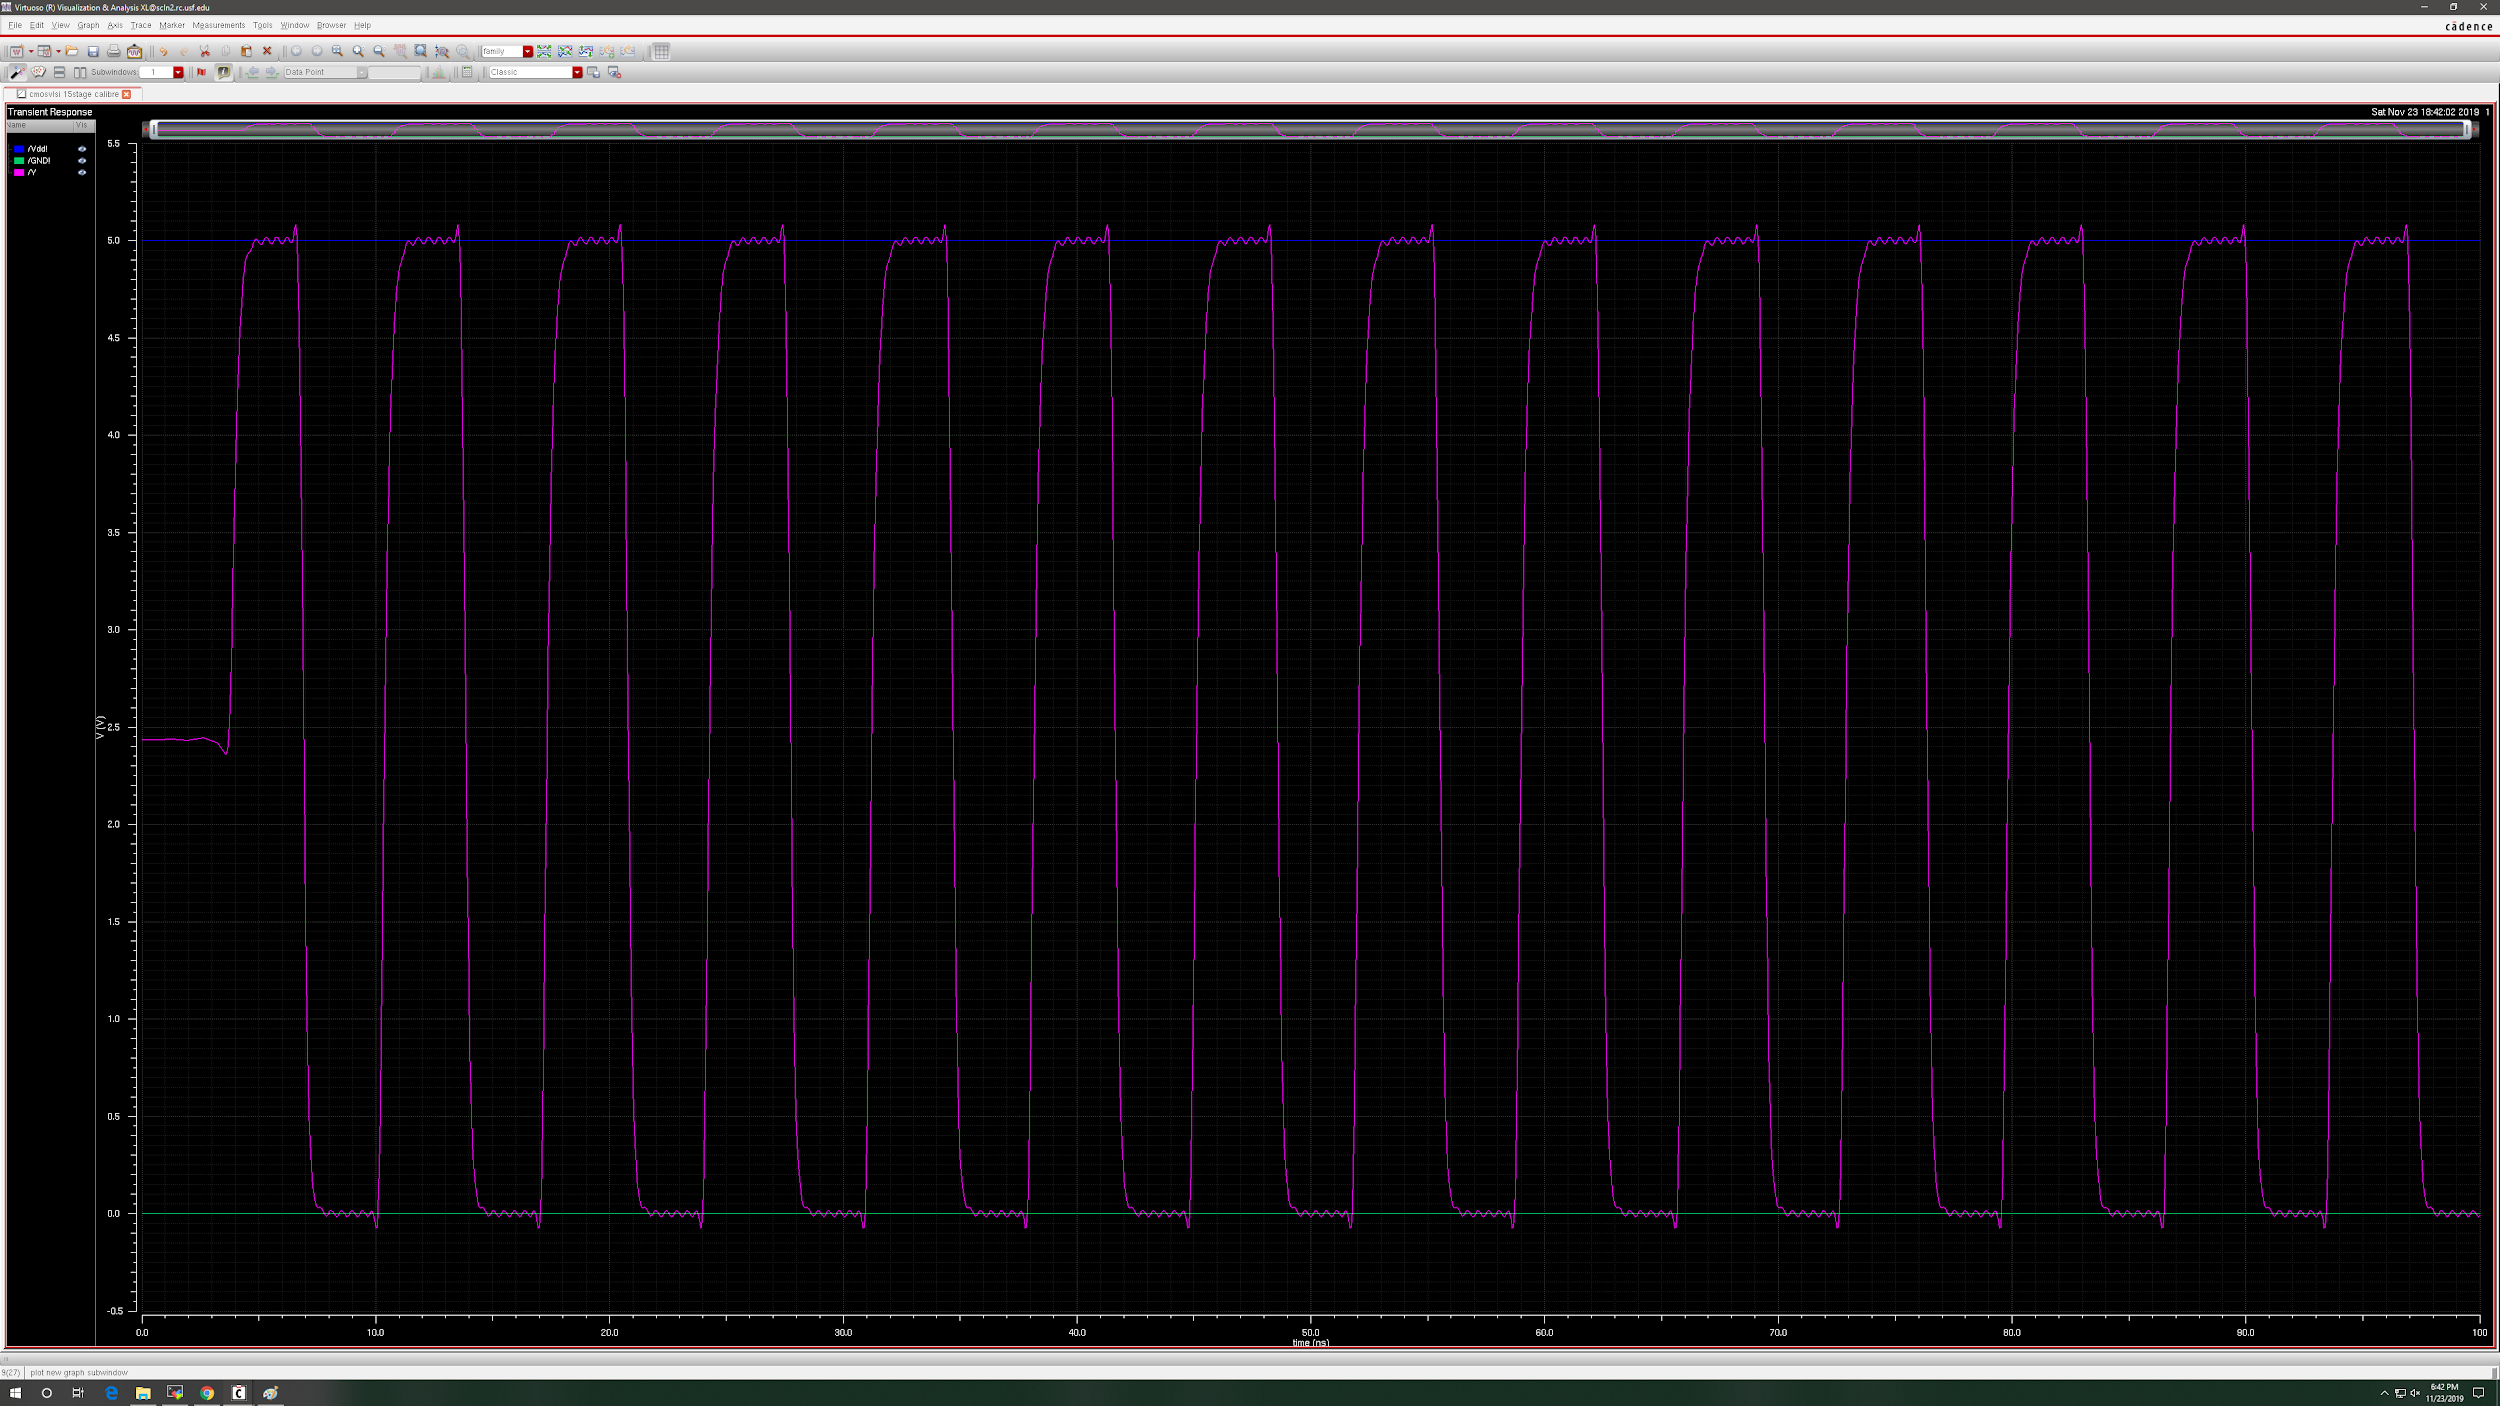 Virtuoso (R) Visualization & Analysis XL@scln2.rc.usf.edu
File Edit View Graph Axis Trace Marker Measurements Tools Window Browser Help
cādence
family
Subwindows: 1
Data Point
Classic
cmosvlsi 15stage calibre
Transient Response
Sat Nov 23 18:42:02 2019 1
Name Vis
/Vdd!
/GND!
/Y
5.5
5.0
4.5
4.0
3.5
3.0
2.5
V (V)
2.0
1.5
1.0
0.5
0.0
-0.5
0.0 10.0 20.0 30.0 40.0 50.0 60.0 70.0 80.0 90.0 100
time (ns)
9(27) plot new graph subwindow
6:42 PM
11/23/2019